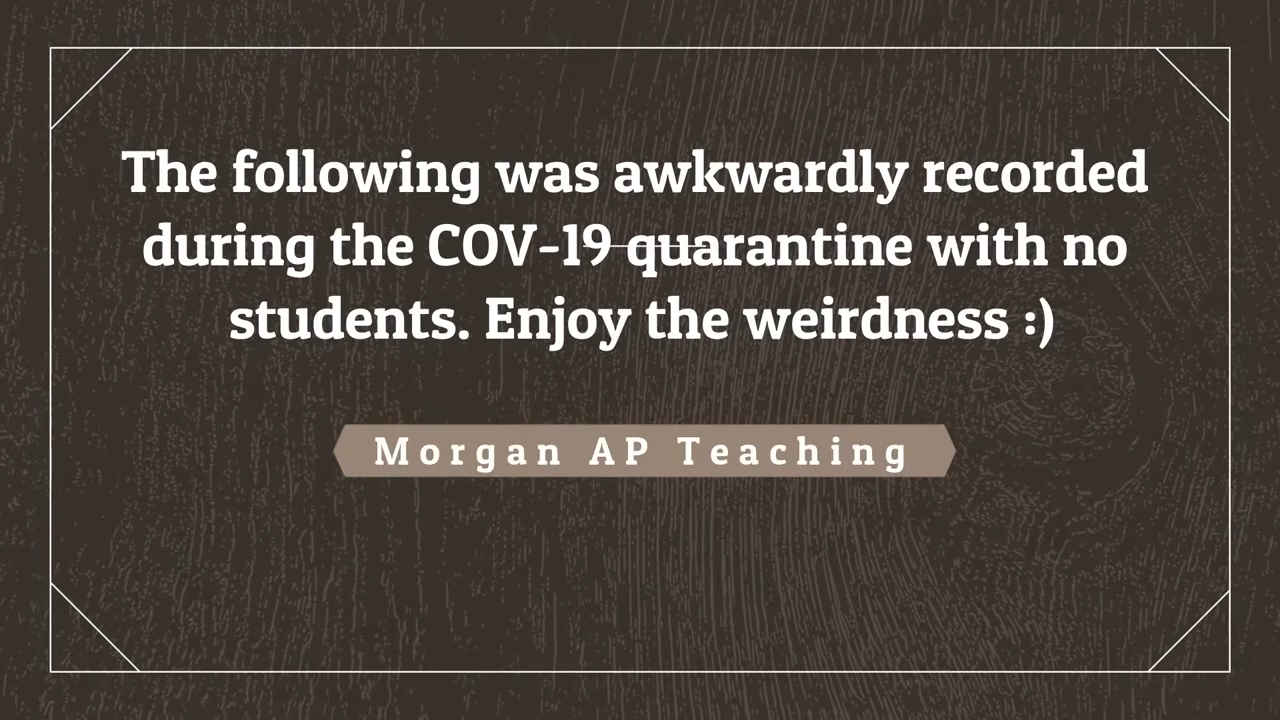 The following was awkwardly recorded
during the COV-19 quarantine with no
students. Enjoy the weirdness :)
Morgan AP Teaching